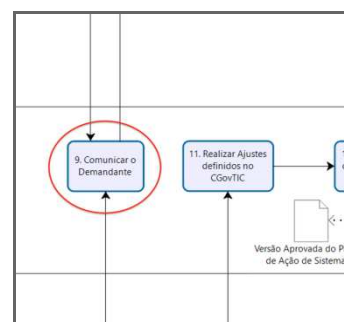 9. Comunicar o
Demandante
11. Realizar Ajustes
definidos no
CGovTIC
Versão Aprovada do P
de Ação de Sistema